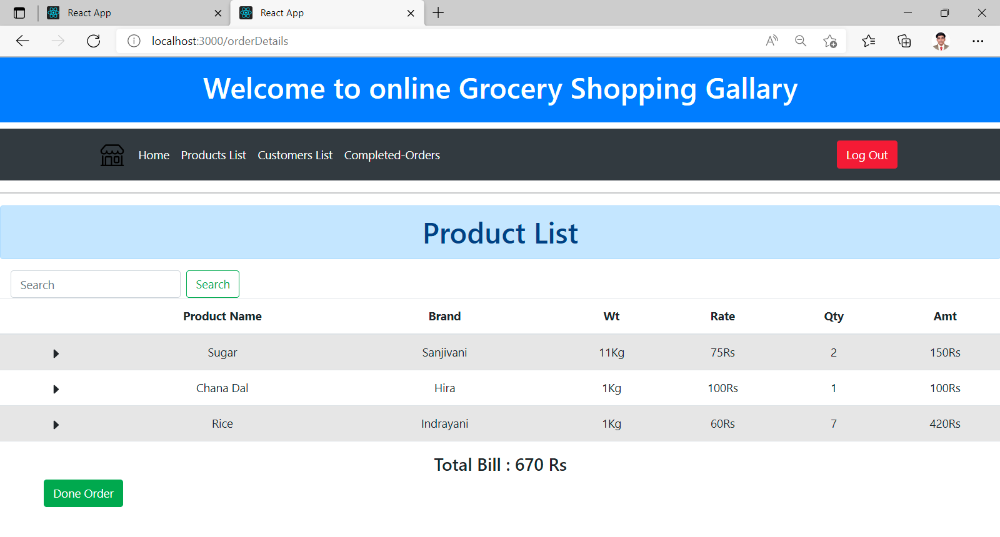 React App
React App
localhost:3000/orderDetails
Welcome to online Grocery Shopping Gallary
Home Products List Customers List Completed-Orders Log Out
Product List
Search Search
Product Name Brand Wt Rate Qty Amt
Sugar Sanjivani 11Kg 75Rs 2 150Rs
Chana Dal Hira 1Kg 100Rs 1 100Rs
Rice Indrayani 1Kg 60Rs 7 420Rs
Total Bill : 670 Rs
Done Order